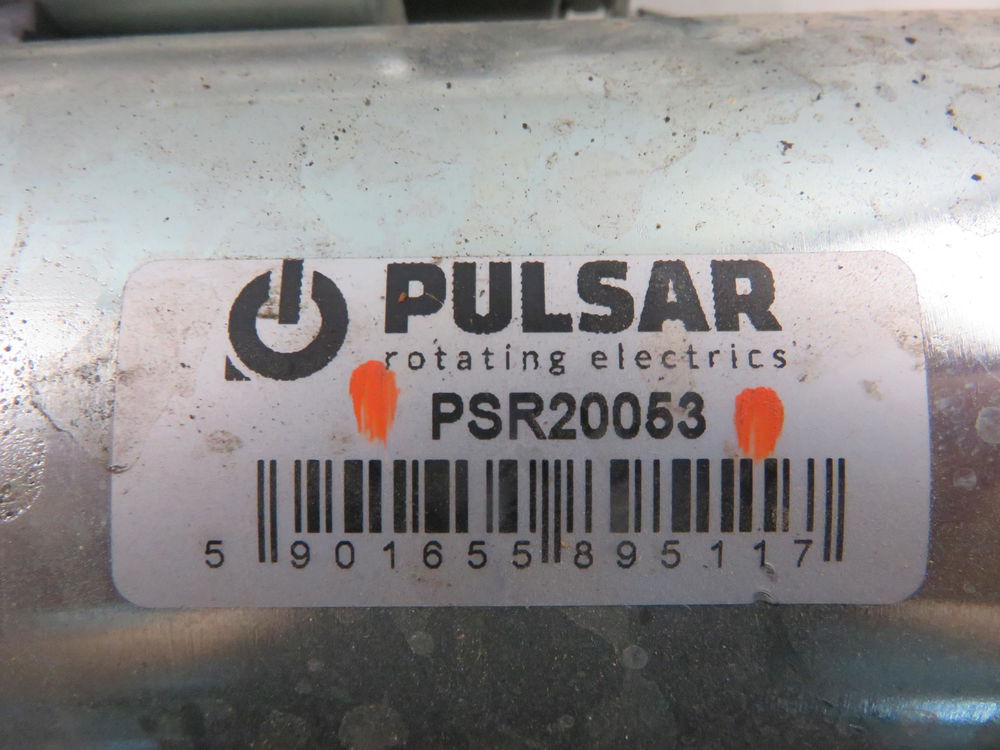 PULSAR
rotating electrics
PSR20053
5 901655 895117